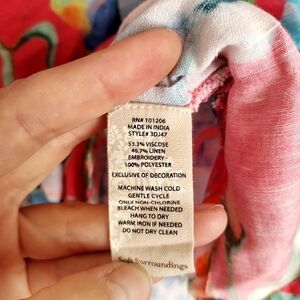 RN# 101206
MADE IN INDIA
STYLE# 3DJ47
53.3% VISCOSE
46.7% LINEN
EMBROIDERY -
100% POLYESTER
EXCLUSIVE OF DECORATION
MACHINE WASH COLD
GENTLE CYCLE
ONLY NON-CHLORINE
BLEACH WHEN NEEDED
HANG TO DRY
WARM IRON IF NEEDED
DO NOT DRY CLEAN
Soft Surroundings